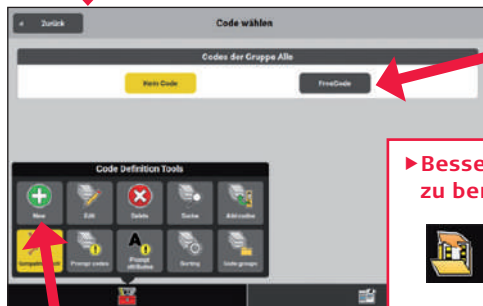 Zurück
Code wählen
Codes der Gruppe Alle
Kein Code
FreeCode
Code Definition Tools
New
Edit
Delete
Suche
Prompt codes
Prompt attributes
Sorting
Code groups
▶Besse
zu ber